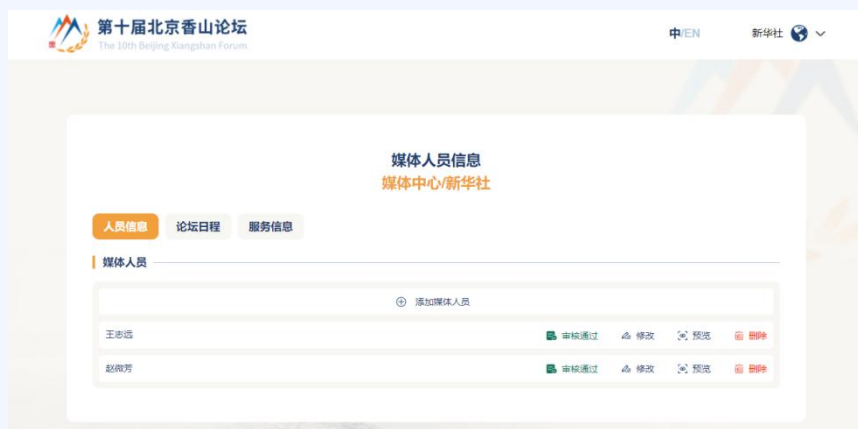 第十届北京香山论坛
The 10th Beijing Xiangshan Forum
中/EN 新华社
媒体人员信息
媒体中心/新华社
人员信息 论坛日程 服务信息
媒体人员
添加媒体人员
王志远 审核通过 修改 预览 删除
赵微芳 审核通过 修改 预览 删除